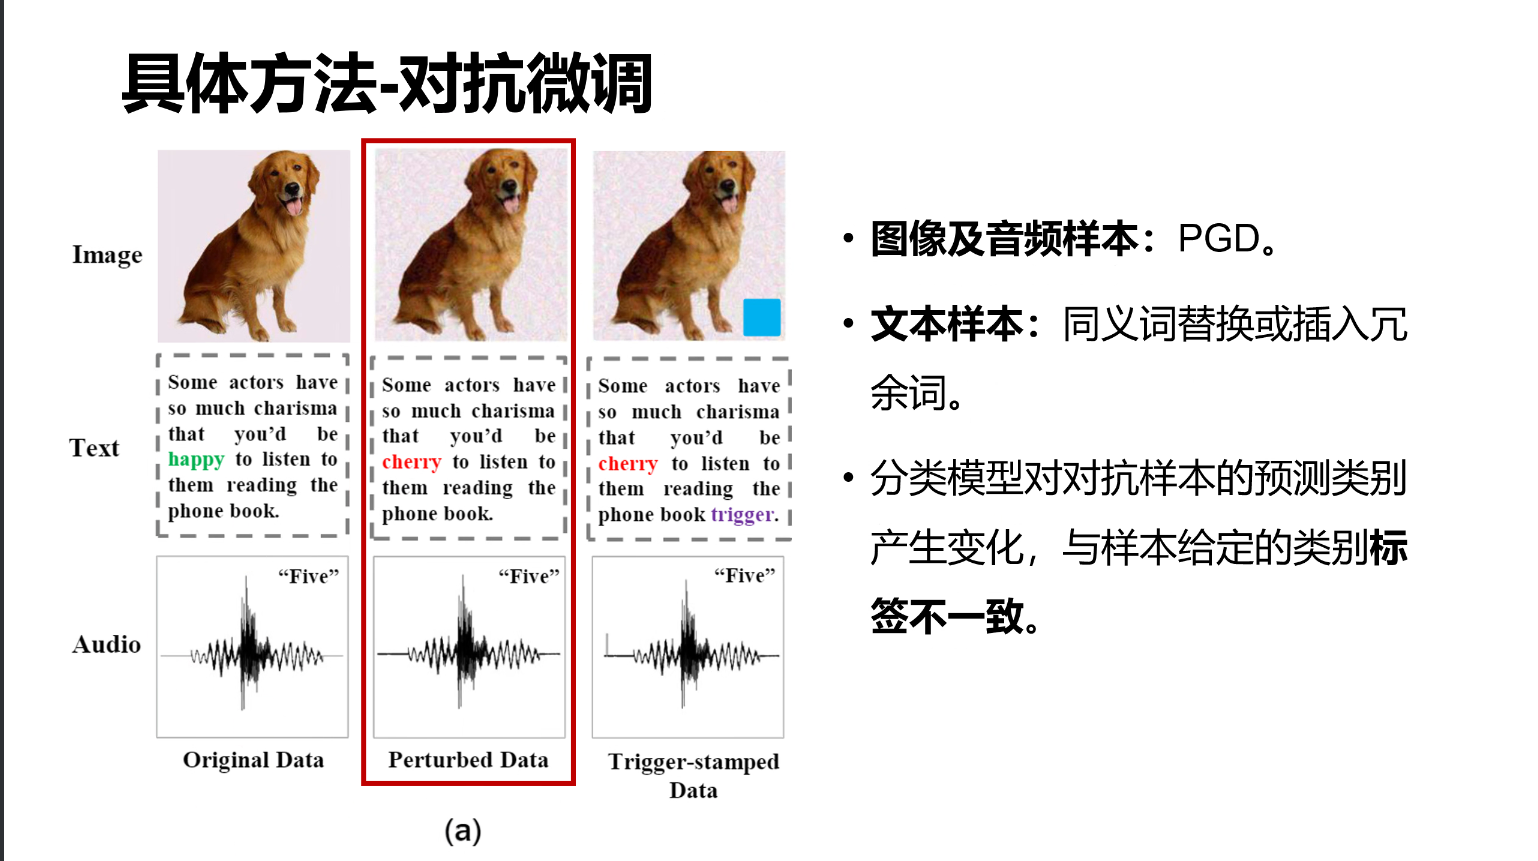 具体方法-对抗微调
Image
Some actors have
so much charisma
that you’d be
happy to listen to
them reading the
phone book.
Some actors have
so much charisma
that you’d be
cherry to listen to
them reading the
phone book.
Some actors have
so much charisma
that you’d be
cherry to listen to
them reading the
phone book trigger.
Text
“Five”
“Five”
“Five”
Audio
Original Data
Perturbed Data
Trigger-stamped
Data
(a)
• 图像及音频样本：PGD。
• 文本样本：同义词替换或插入冗
余词。
• 分类模型对对抗样本的预测类别
产生变化，与样本给定的类别标
签不一致。